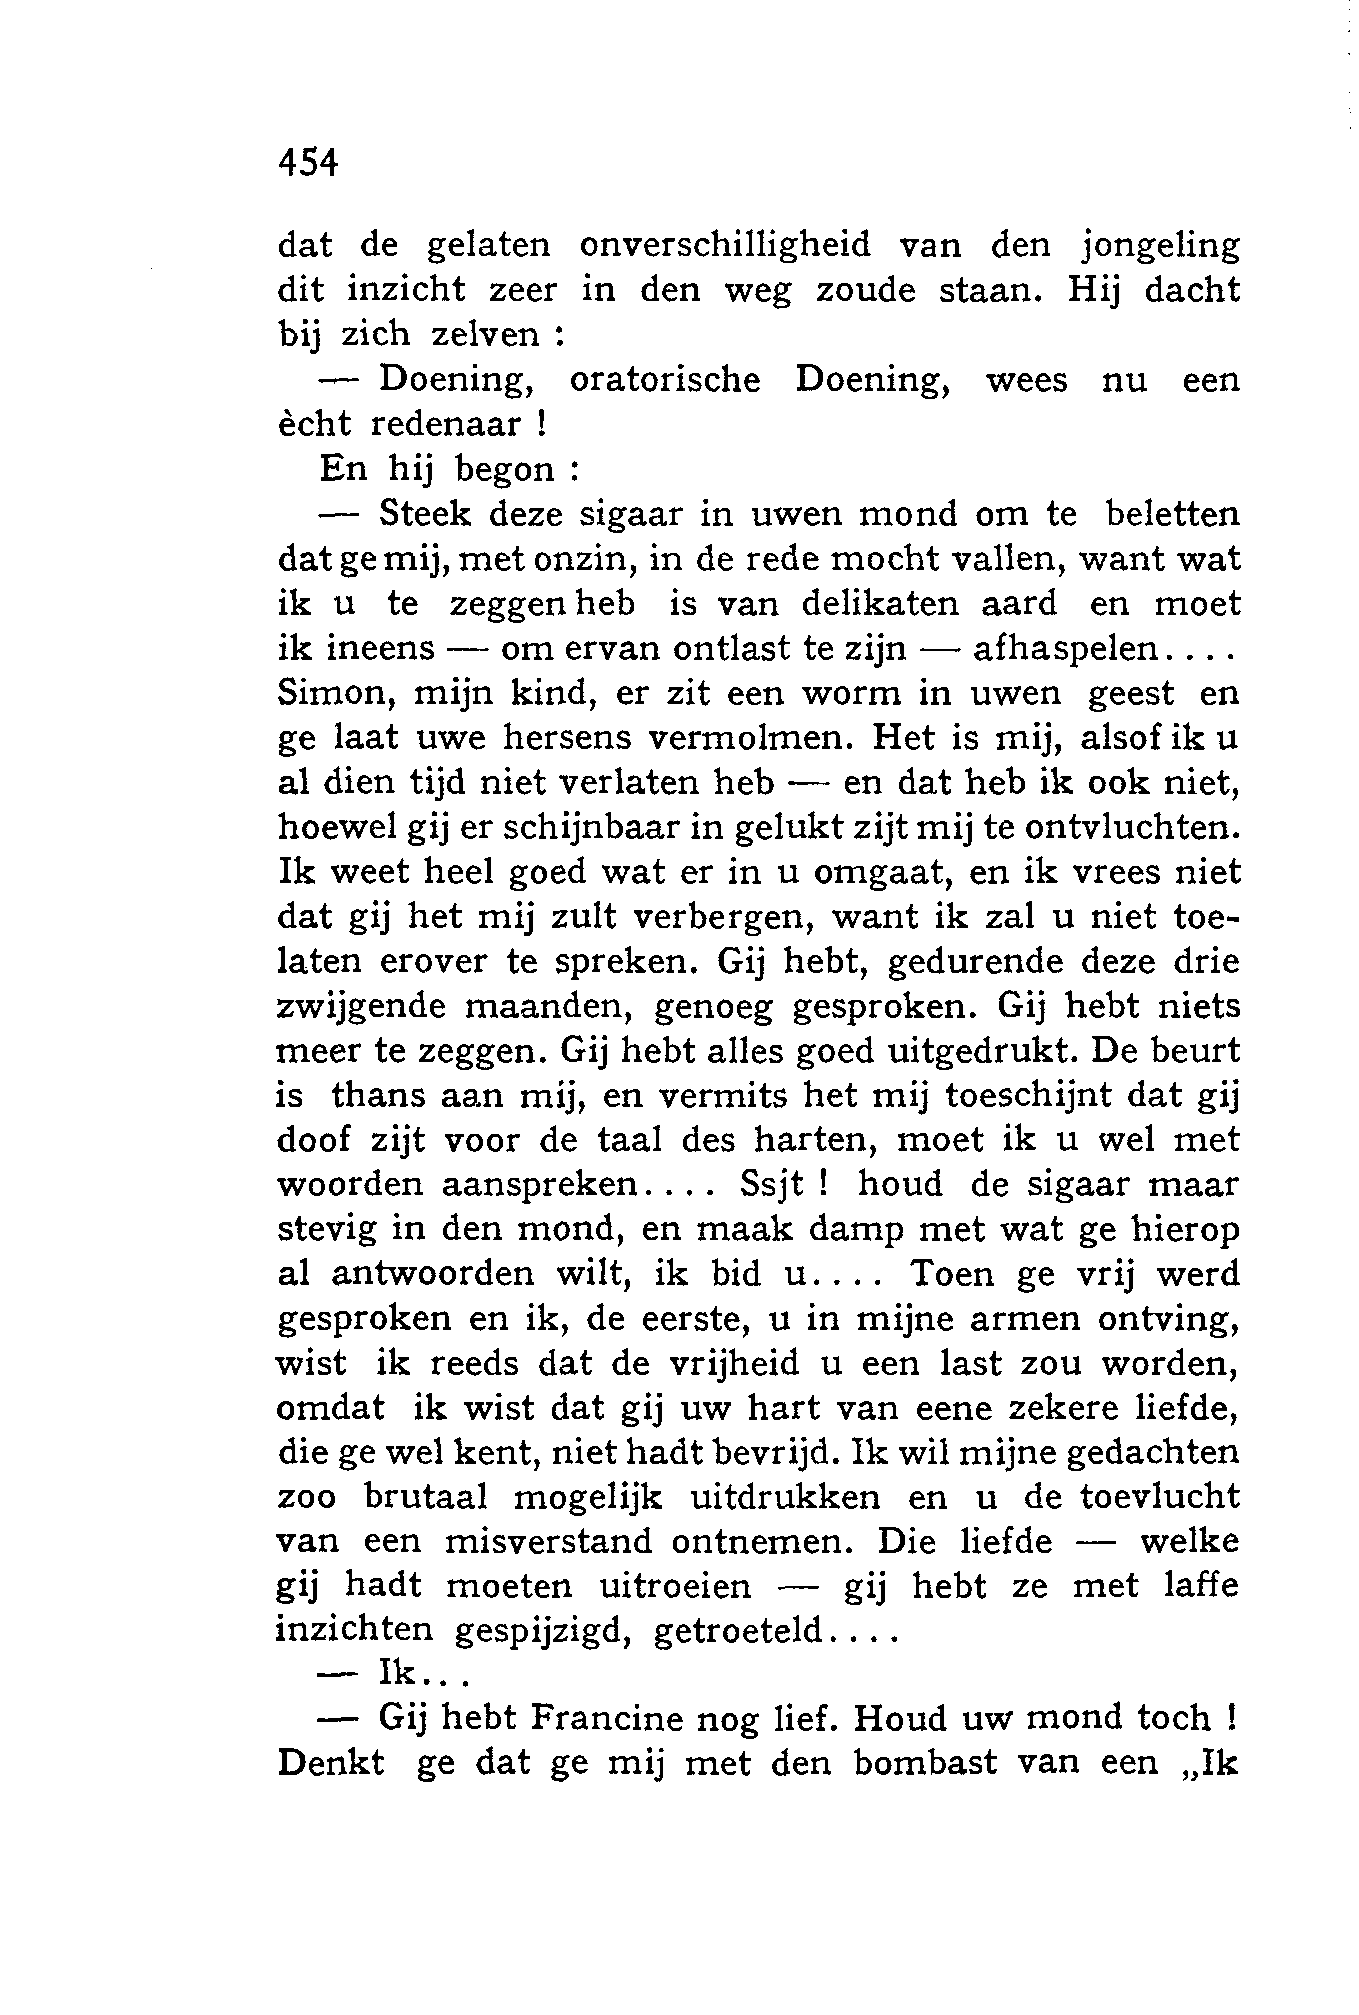 454
dat de gelaten onverschilligheid van den jongeling
dit inzicht zeer in den weg zoude staan. Hij dacht
bij zich zelven :
— Doening, oratorische Doening, wees nu een
ècht redenaar !
En hij begon :
— Steek deze sigaar in uwen mond om te beletten
dat ge mij, met onzin, in de rede mocht vallen, want wat
ik u te zeggen heb is van delikaten aard en moet
ik ineens — om ervan ontlast te zijn — afhaspelen....
Simon, mijn kind, er zit een worm in uwen geest en
ge laat uwe hersens vermolmen. Het is mij, alsof ik u
al dien tijd niet verlaten heb — en dat heb ik ook niet,
hoewel gij er schijnbaar in gelukt zijt mij te ontvluchten.
Ik weet heel goed wat er in u omgaat, en ik vrees niet
dat gij het mij zult verbergen, want ik zal u niet toe-
laten erover te spreken. Gij hebt, gedurende deze drie
zwijgende maanden, genoeg gesproken. Gij hebt niets
meer te zeggen. Gij hebt alles goed uitgedrukt. De beurt
is thans aan mij, en vermits het mij toeschijnt dat gij
doof zijt voor de taal des harten, moet ik u wel met
woorden aanspreken.... Ssjt ! houd de sigaar maar
stevig in den mond, en maak damp met wat ge hierop
al antwoorden wilt, ik bid u.... Toen ge vrij werd
gesproken en ik, de eerste, u in mijne armen ontving,
wist ik reeds dat de vrijheid u een last zou worden,
omdat ik wist dat gij uw hart van eene zekere liefde,
die ge wel kent, niet hadt bevrijd. Ik wil mijne gedachten
zoo brutaal mogelijk uitdrukken en u de toevlucht
van een misverstand ontnemen. Die liefde — welke
gij hadt moeten uitroeien — gij hebt ze met laffe
inzichten gespijzigd, getroeteld....
— Ik...
— Gij hebt Francine nog lief. Houd uw mond toch !
Denkt ge dat ge mij met den bombast van een „Ik